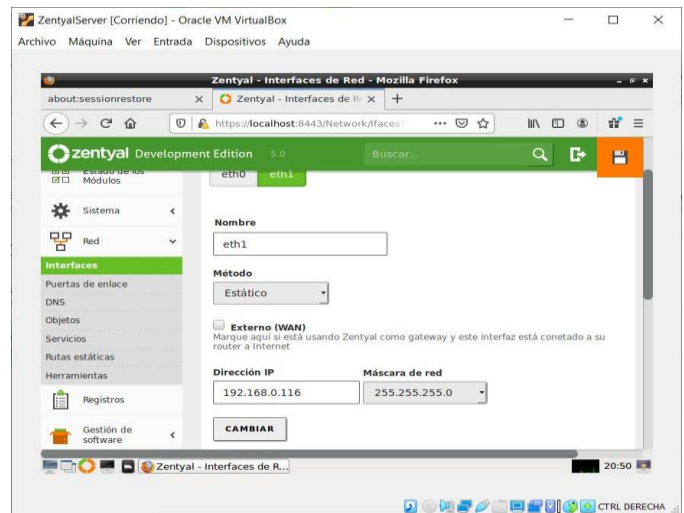 ZentyalServer [Corriendo] - Oracle VM VirtualBox
Archivo Máquina Ver Entrada Dispositivos Ayuda
Zentyal - Interfaces de Red - Mozilla Firefox
about:sessionrestore
Zentyal - Interfaces de R
https://localhost:8443/Network/Ifaces
zentyal Development Edition 5.0
Buscar...
Estado de los
Módulos
Sistema
Red
Interfaces
Puertas de enlace
DNS
Objetos
Servicios
Rutas estáticas
Herramientas
Registros
Gestión de
software
eth0 eth1
Nombre
eth1
Método
Estático
Externo (WAN)
Marque aquí si está usando Zentyal como gateway y este interfaz está conetado a su
router a Internet
Dirección IP Máscara de red
192.168.0.116 255.255.255.0
CAMBIAR
Zentyal - Interfaces de R...
20:50
CTRL DERECHA